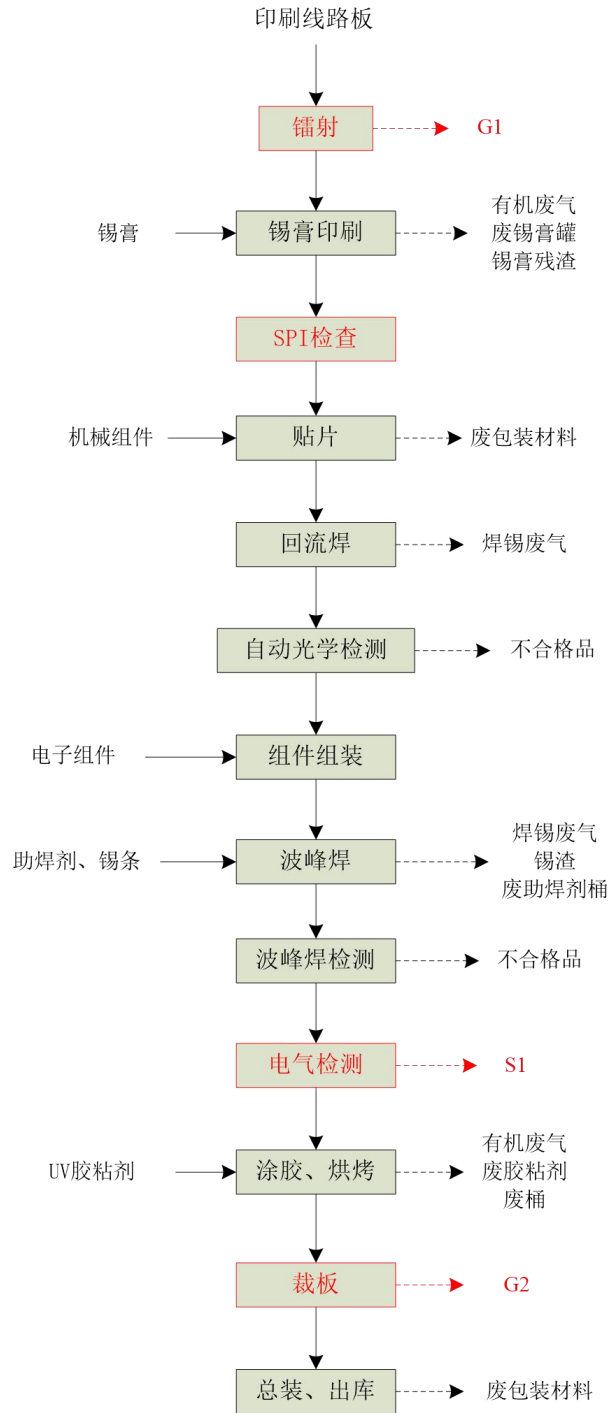 印刷线路板
镭射
G1
锡膏
锡膏印刷
有机废气
废锡膏罐
锡膏残渣
SPI检查
机械组件
贴片
废包装材料
回流焊
焊锡废气
自动光学检测
不合格品
电子组件
组件组装
助焊剂、锡条
波峰焊
焊锡废气
锡渣
废助焊剂桶
波峰焊检测
不合格品
电气检测
S1
UV胶粘剂
涂胶、烘烤
有机废气
废胶粘剂
废桶
裁板
G2
总装、出库
废包装材料